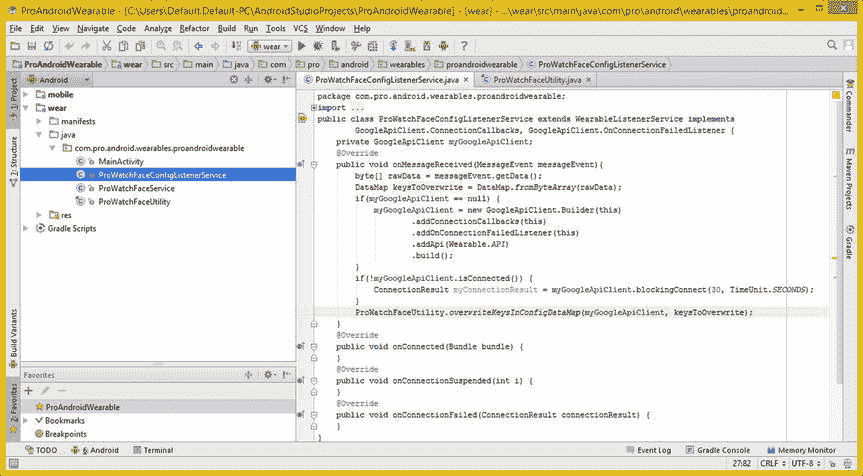 ProAndroidWearable - [C:\Users\Default.Default-PC\AndroidStudioProjects\ProAndroidWearable] - [wear] - ...\wear\src\main\java\com\pro\android\wearables\proandroid...
File Edit View Navigate Code Analyze Refactor Build Run Tools VCS Window Help
wear
ProAndroidWearable wear src main java com pro android wearables proandroidwearable ProWatchFaceConfigListenerService
Android
ProWatchFaceConfigListenerService.java ProWatchFaceUtility.java
1: Project
2: Structure
Build Variants
2: Favorites
mobile
wear
manifests
java
com.pro.android.wearables.proandroidwearable
MainActivity
ProWatchFaceConfigListenerService
ProWatchFaceService
ProWatchFaceUtility
res
Gradle Scripts
Favorites
ProAndroidWearable
Bookmarks
Breakpoints
package com.pro.android.wearables.proandroidwearable;
import ...
public class ProWatchFaceConfigListenerService extends WearableListenerService implements
GoogleApiClient.ConnectionCallbacks, GoogleApiClient.OnConnectionFailedListener {
private GoogleApiClient myGoogleApiClient;
@Override
public void onMessageReceived(MessageEvent messageEvent){
byte[] rawData = messageEvent.getData();
DataMap keysToOverwrite = DataMap.fromByteArray(rawData);
if(myGoogleApiClient == null) {
myGoogleApiClient = new GoogleApiClient.Builder(this)
.addConnectionCallbacks(this)
.addOnConnectionFailedListener(this)
.addApi(Wearable.API)
.build();
}
if(!myGoogleApiClient.isConnected()) {
ConnectionResult myConnectionResult = myGoogleApiClient.blockingConnect(30, TimeUnit.SECONDS);
}
ProWatchFaceUtility.overwriteKeysInConfigDataMap(myGoogleApiClient, keysToOverwrite);
}
@Override
public void onConnected(Bundle bundle) {
}
@Override
public void onConnectionSuspended(int i) {
}
@Override
public void onConnectionFailed(ConnectionResult connectionResult) {
}
}
Commander
Maven Projects
Gradle
TODO 6: Android Terminal Event Log Gradle Console Memory Monitor
27:82 CRLF UTF-8